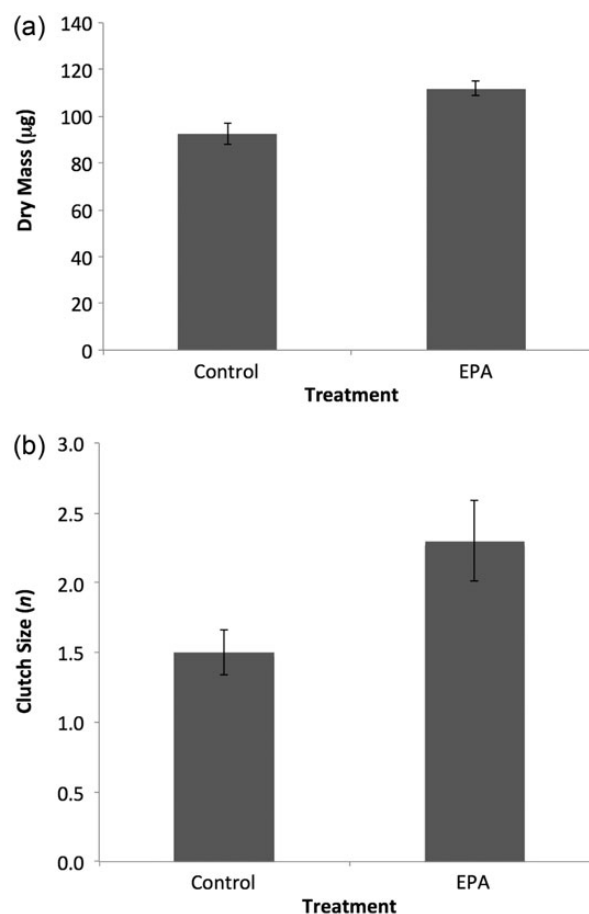 (a)
140
120
100
80
60
40
20
0
Dry Mass (μg)
Control EPA
Treatment
(b)
3.0
2.5
2.0
1.5
1.0
0.5
0.0
Clutch Size (n)
Control EPA
Treatment